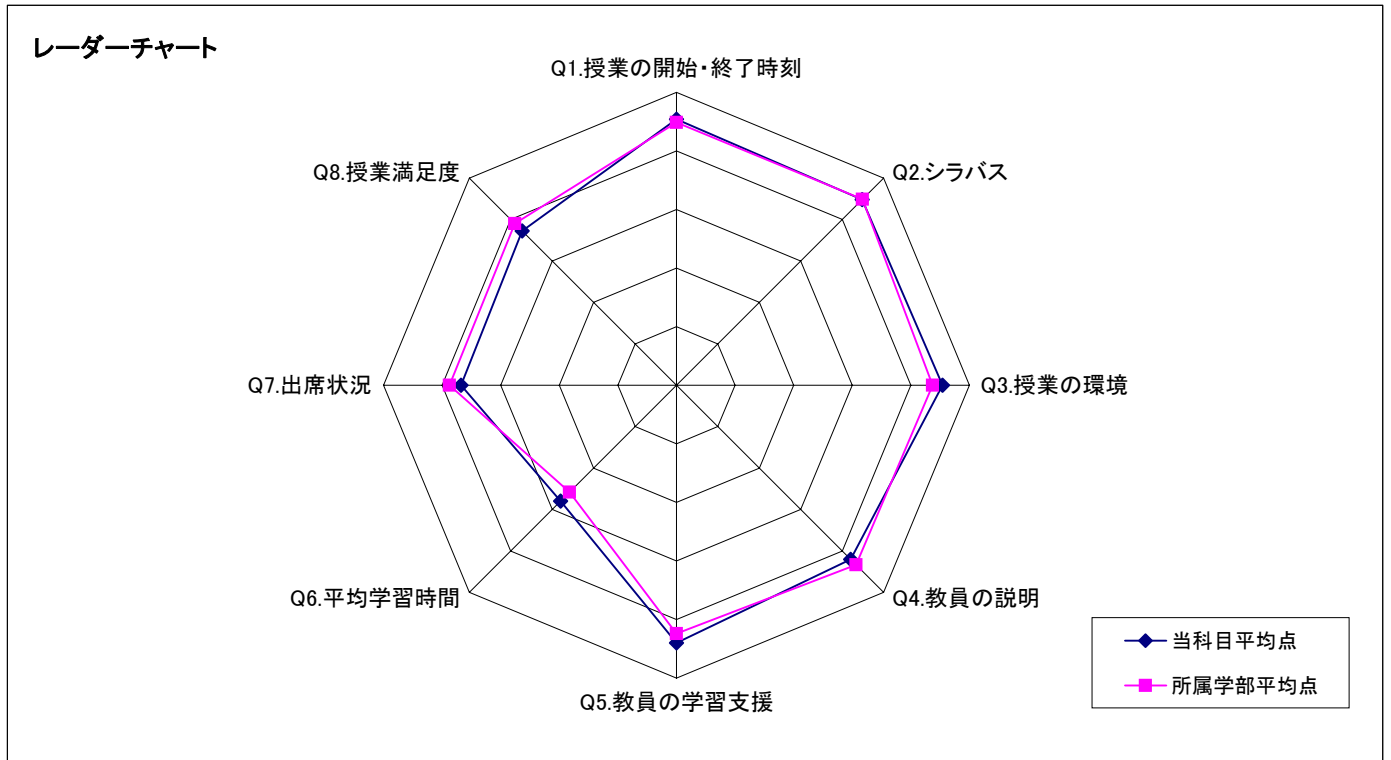 レーダーチャート
Q1.授業の開始・終了時刻
Q2.シラバス
Q3.授業の環境
Q4.教員の説明
Q5.教員の学習支援
Q6.平均学習時間
Q7.出席状況
Q8.授業満足度
当科目平均点
所属学部平均点